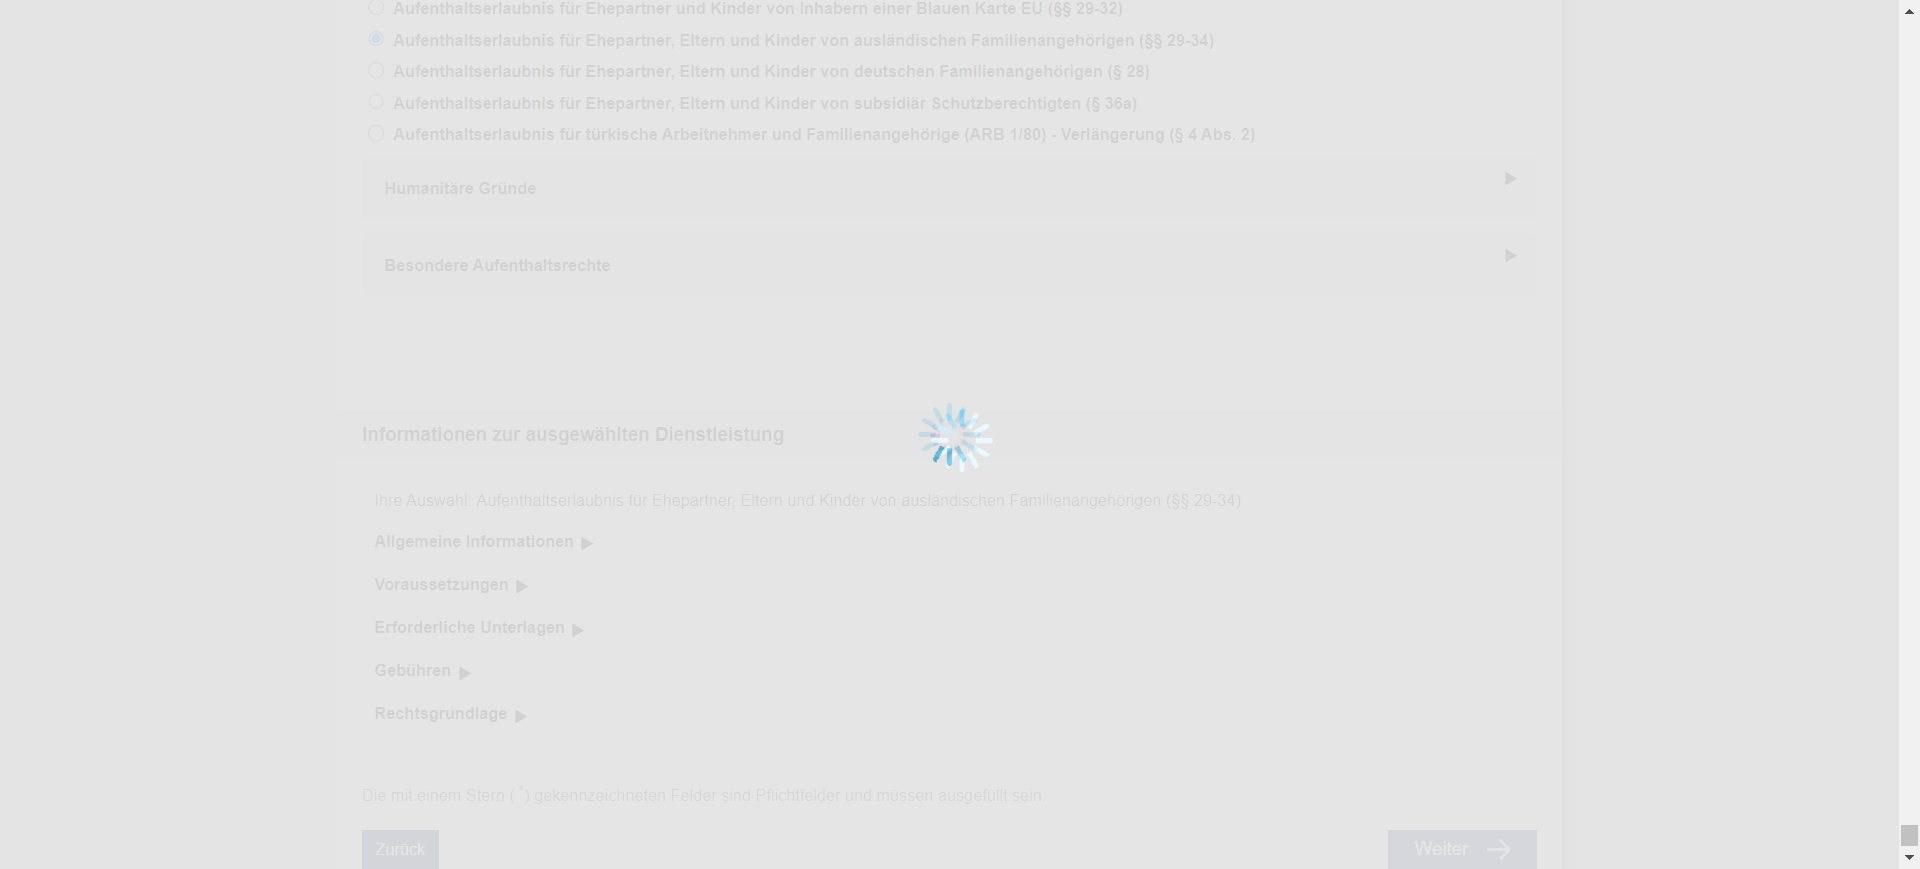 Aufenthaltserlaubnis für Ehepartner und Kinder von Inhabern einer Blauen Karte EU (§§ 29-32)
Aufenthaltserlaubnis für Ehepartner, Eltern und Kinder von ausländischen Familienangehörigen (§§ 29-34)
Aufenthaltserlaubnis für Ehepartner, Eltern und Kinder von deutschen Familienangehörigen (§ 28)
Aufenthaltserlaubnis für Ehepartner, Eltern und Kinder von subsidiär Schutzberechtigten (§ 36a)
Aufenthaltserlaubnis für türkische Arbeitnehmer und Familienangehörige (ARB 1/80) - Verlängerung (§ 4 Abs. 2)
Humanitäre Gründe
Besondere Aufenthaltsrechte
Informationen zur ausgewählten Dienstleistung
Ihre Auswahl: Aufenthaltserlaubnis für Ehepartner, Eltern und Kinder von ausländischen Familienangehörigen (§§ 29-34)
Allgemeine Informationen
Voraussetzungen
Erforderliche Unterlagen
Gebühren
Rechtsgrundlage
Die mit einem Stern (*) gekennzeichneten Felder sind Pflichtfelder und müssen ausgefüllt sein.
Zurück
Weiter